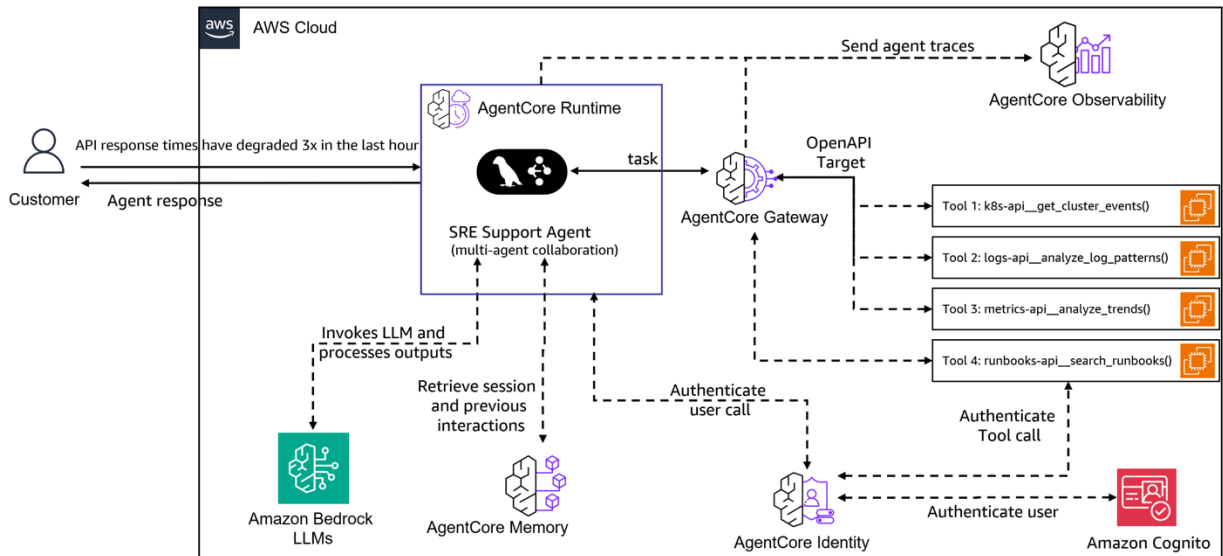 aws
AWS Cloud
Send agent traces
AgentCore Observability
AgentCore Runtime
API response times have degraded 3x in the last hour
Customer
Agent response
task
OpenAPI
Target
AgentCore Gateway
SRE Support Agent
(multi-agent collaboration)
Tool 1: k8s-api__get_cluster_events()
Tool 2: logs-api__analyze_log_patterns()
Tool 3: metrics-api__analyze_trends()
Tool 4: runbooks-api__search_runbooks()
Invokes LLM and
processes outputs
Retrieve session
and previous
interactions
Authenticate
user call
Authenticate
Tool call
Amazon Bedrock
LLMs
AgentCore Memory
AgentCore Identity
Authenticate user
Amazon Cognito